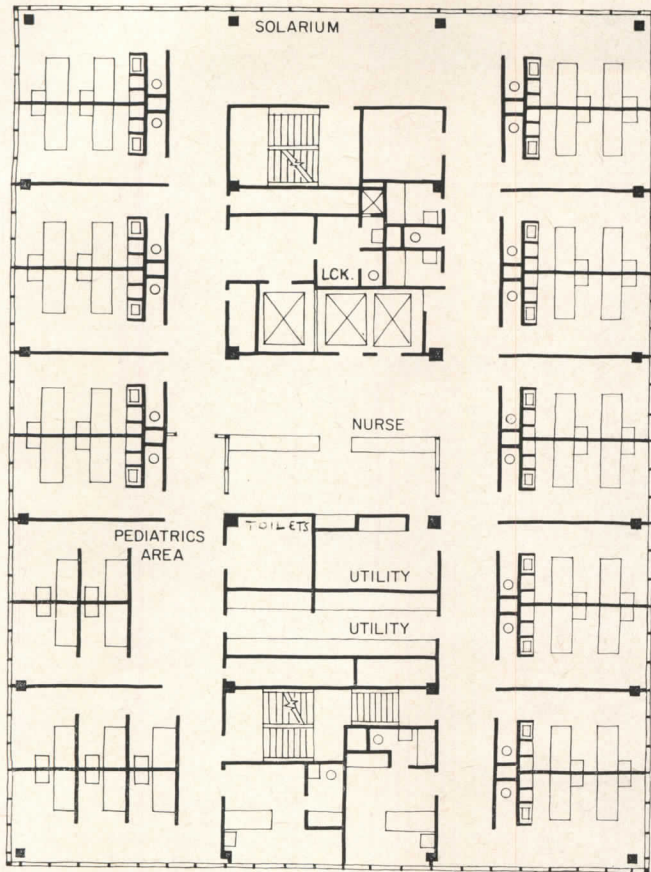 SOLARIUM
LCK.
NURSE
TOILETS
PEDIATRICS
AREA
UTILITY
UTILITY